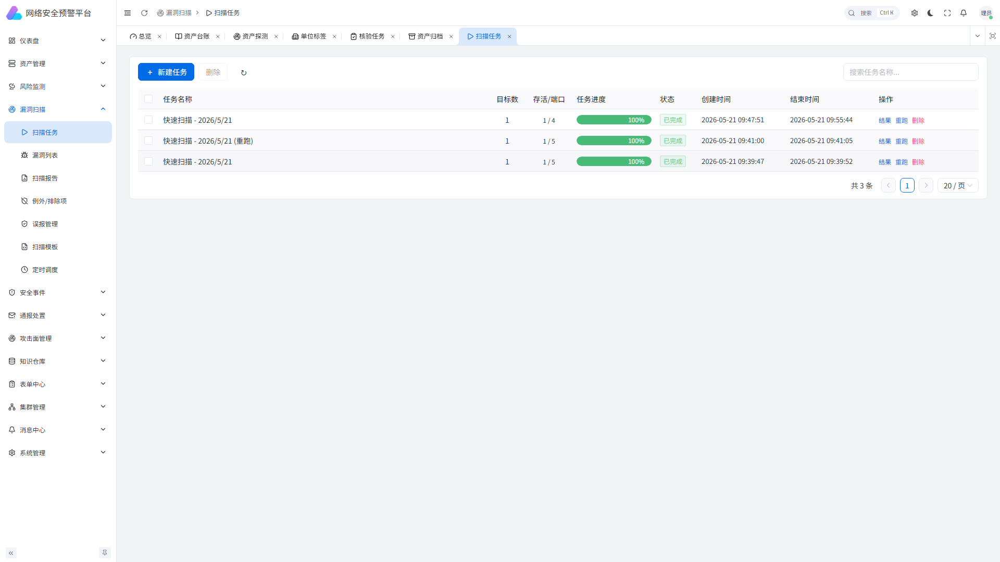 网络安全预警平台
漏洞扫描 > 扫描任务
搜索 Ctrl K
理员
总览 × 资产台账 × 资产探测 × 单位标签 × 核验任务 × 资产归档 × 扫描任务 ×
仪表盘
资产管理
风险监测
漏洞扫描
扫描任务
漏洞列表
扫描报告
例外/排除项
误报管理
扫描模板
定时调度
安全事件
通报处置
攻击面管理
知识仓库
表单中心
集群管理
消息中心
系统管理
+ 新建任务 删除 搜索任务名称...
任务名称 目标数 存活/端口 任务进度 状态 创建时间 结束时间 操作
快速扫描 - 2026/5/21 1 1 / 4 100% 已完成 2026-05-21 09:47:51 2026-05-21 09:55:44 结果 重跑 删除
快速扫描 - 2026/5/21 (重跑) 1 1 / 5 100% 已完成 2026-05-21 09:41:00 2026-05-21 09:41:05 结果 重跑 删除
快速扫描 - 2026/5/21 1 1 / 5 100% 已完成 2026-05-21 09:39:47 2026-05-21 09:39:52 结果 重跑 删除
共 3 条 1 20 / 页